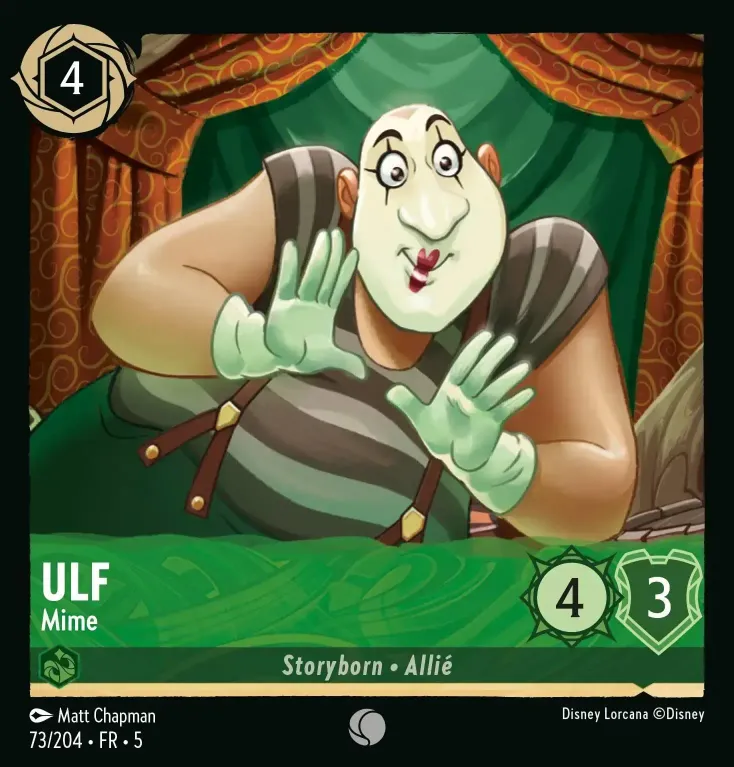 4
ULF
Mime
4
3
Storyborn • Allié
Matt Chapman
Disney Lorcana ©Disney
73/204 • FR • 5